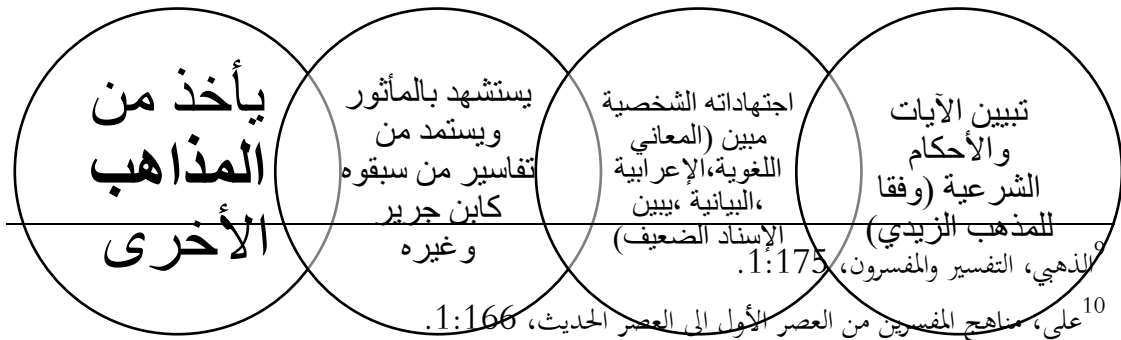 تبيين الآيات
والأحكام
الشرعية (وفقا
للمذهب الزيدي)
اجتهاداته الشخصية
مبين (المعاني
اللغوية،الإعرابية
،البيانية ،يبين
الإسناد الضعيف)
يستشهد بالمأثور
ويستمد من
تفاسير من سبقوه
كابن جرير
وغيره
يأخذ من
المذاهب
الأخرى
9الذهبي، التفسير والمفسرون، 1:175.
10على، مناهج المفسرين من العصر الأول الى العصر الحديث، 1:166.